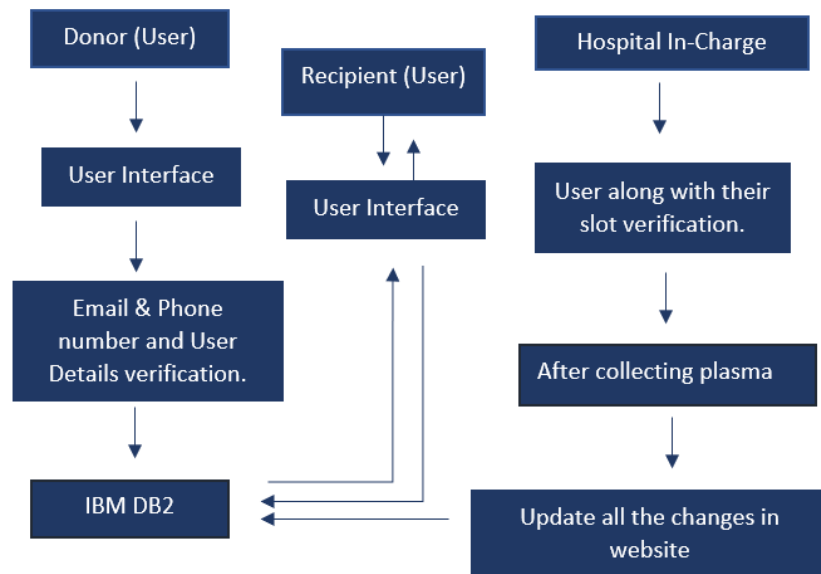 Donor (User)
User Interface
Email & Phone
number and User
Details verification.
IBM DB2
Recipient (User)
User Interface
Hospital In-Charge
User along with their
slot verification.
After collecting plasma
Update all the changes in
website